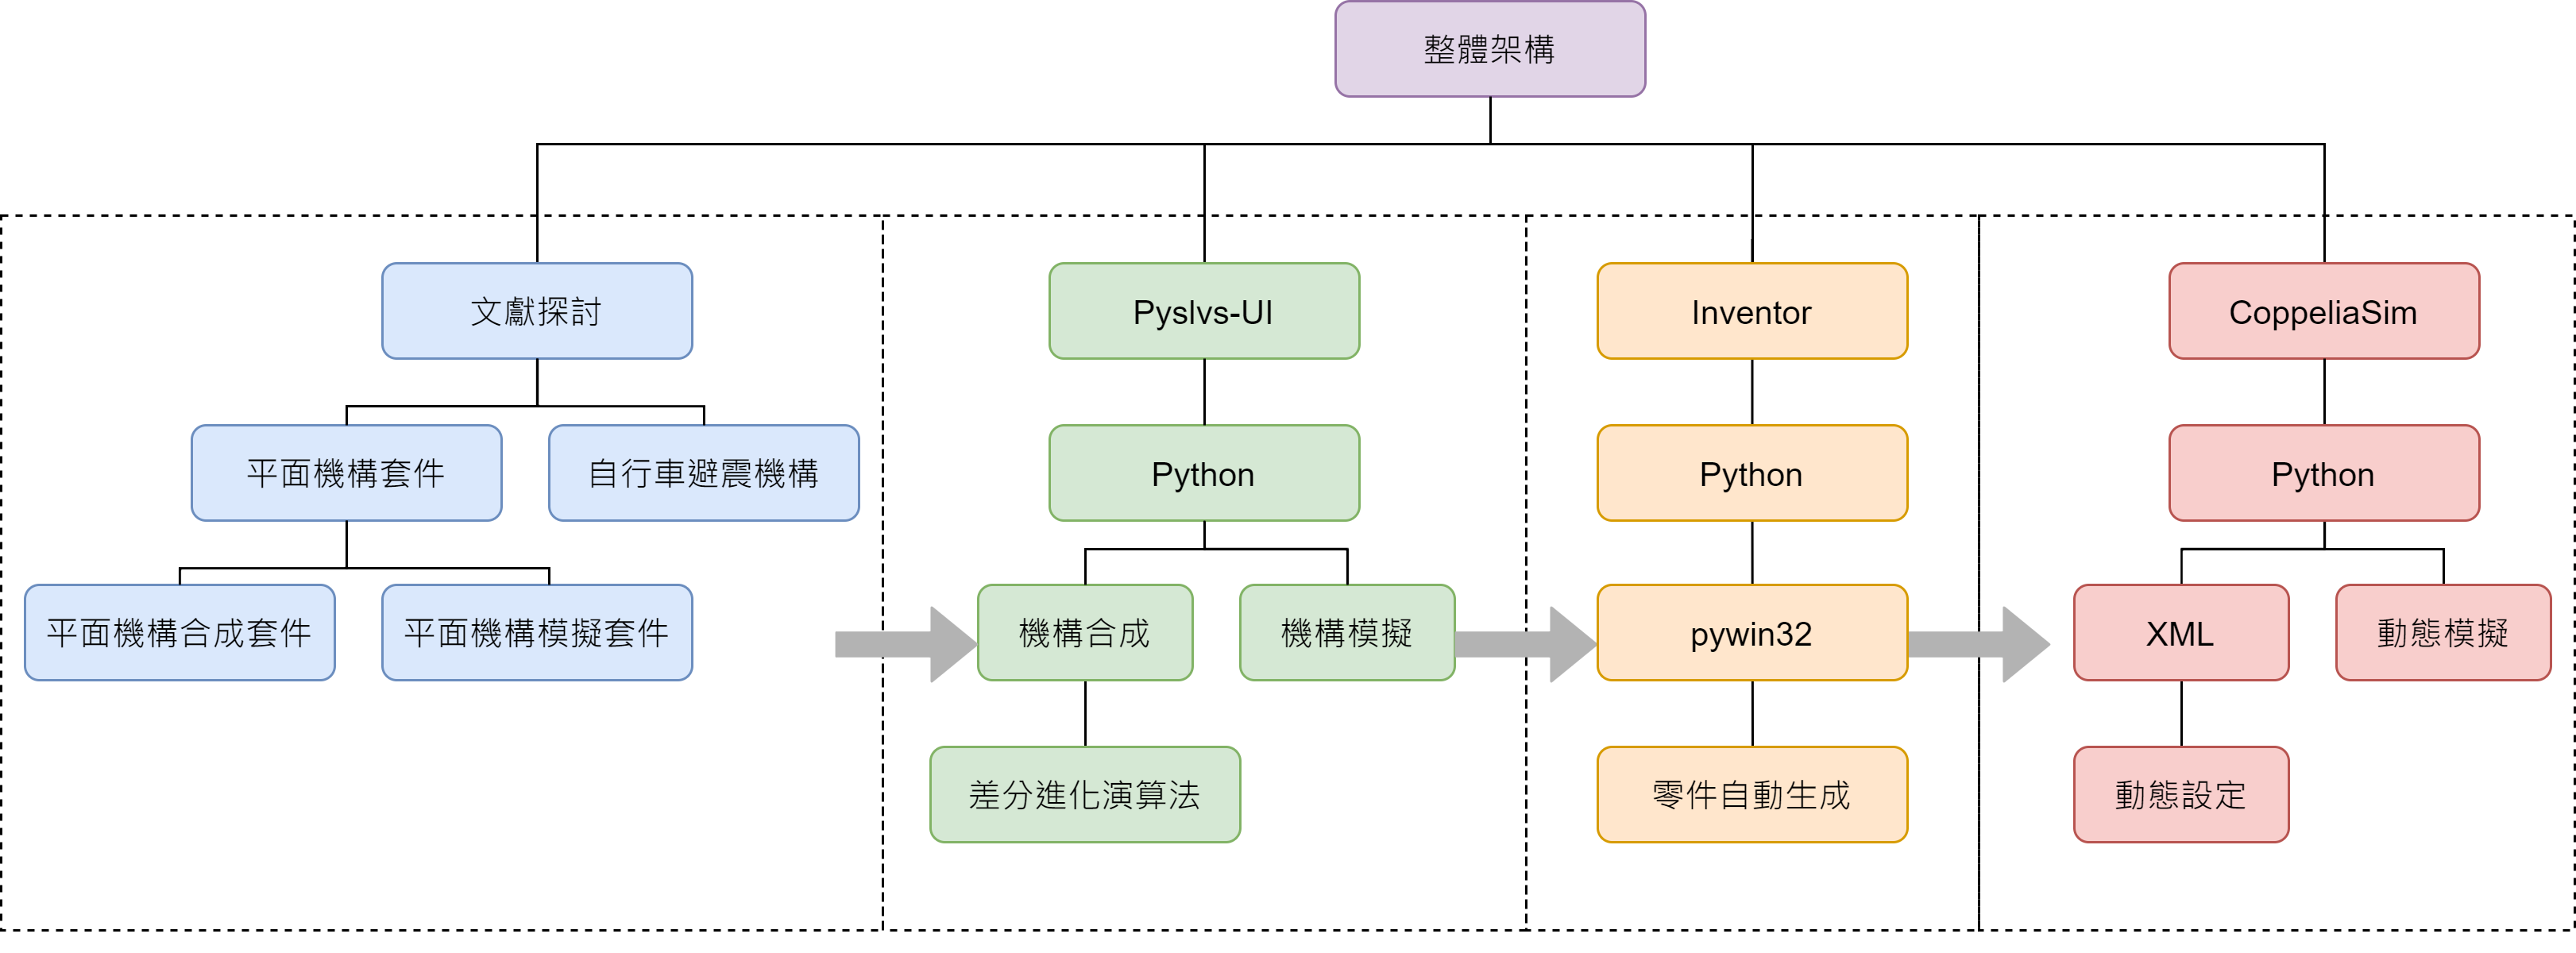 整體架構
文獻探討
Pyslvs-UI
Inventor
CoppeliaSim
平面機構套件
自行車避震機構
Python
Python
Python
平面機構合成套件
平面機構模擬套件
機構合成
機構模擬
pywin32
XML
動態模擬
差分進化演算法
零件自動生成
動態設定